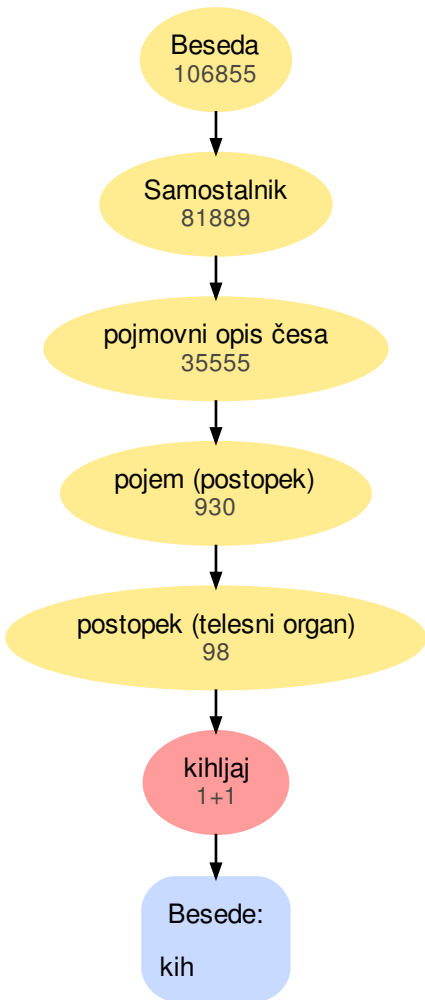 Beseda
106855
Samostalnik
81889
pojmovni opis česa
35555
pojem (postopek)
930
postopek (telesni organ)
98
kihljaj
1+1
Besede:
kih